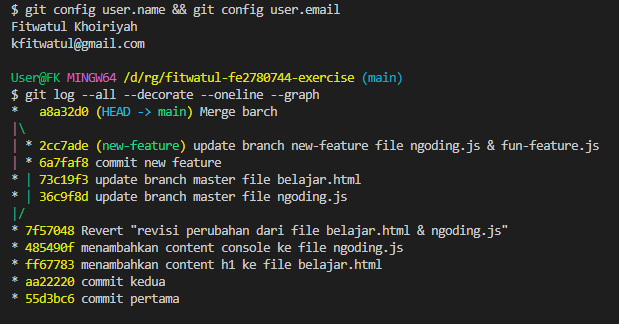 $ git config user.name && git config user.email
Fitwatul Khoiriyah
kfitwatul@gmail.com
User@FK MINGW64 /d/rg/fitwatul-fe2780744-exercise (main)
$ git log --all --decorate --oneline --graph
*   a8a32d0 (HEAD -> main) Merge barch
|\
| * 2cc7ade (new-feature) update branch new-feature file ngoding.js & fun-feature.js
| * 6a7faf8 commit new feature
* | 73c19f3 update branch master file belajar.html
* | 36c9f8d update branch master file ngoding.js
|/
* 7f57048 Revert "revisi perubahan dari file belajar.html & ngoding.js"
* 485490f menambahkan content console ke file ngoding.js
* ff67783 menambahkan content h1 ke file belajar.html
* aa22220 commit kedua
* 55d3bc6 commit pertama